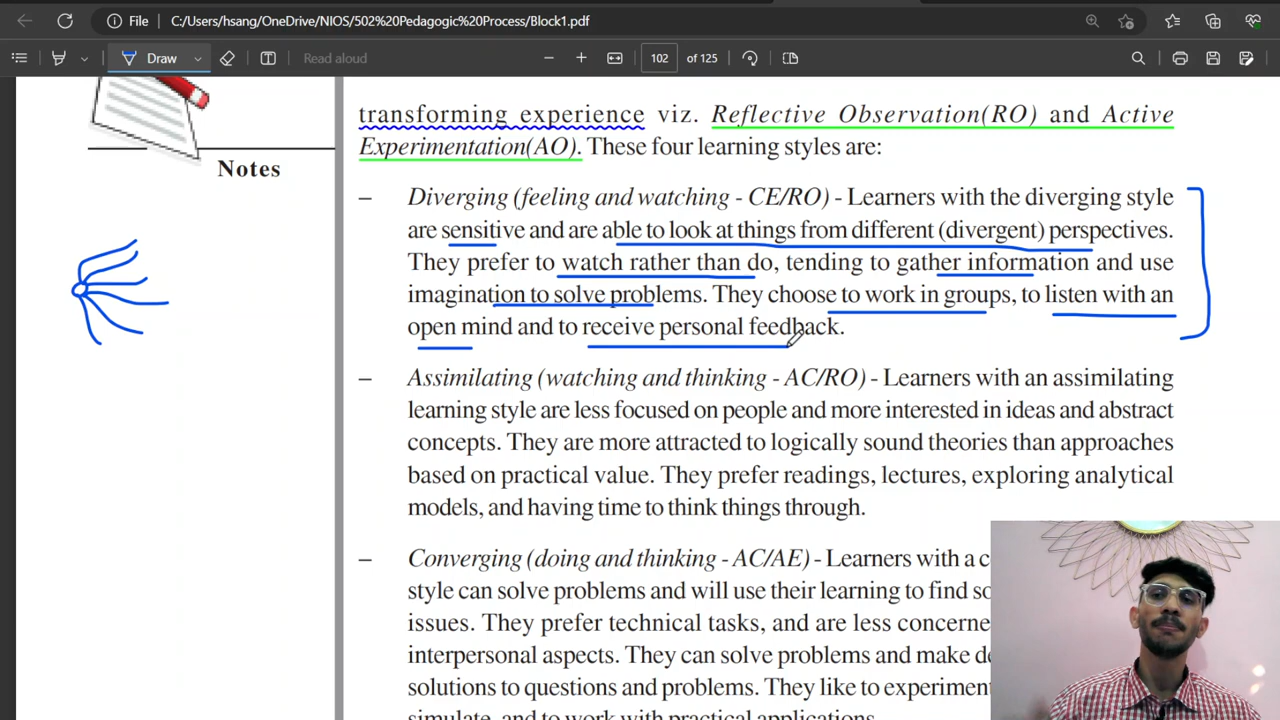 File
C:/Users/hsang/OneDrive/NIOS/502%20Pedagogic%20Process/Block1.pdf
Draw
Read aloud
102 of 125
transforming experience viz. Reflective Observation(RO) and Active
Experimentation(AO). These four learning styles are:
Notes
– Diverging (feeling and watching - CE/RO) - Learners with the diverging style
are sensitive and are able to look at things from different (divergent) perspectives.
They prefer to watch rather than do, tending to gather information and use
imagination to solve problems. They choose to work in groups, to listen with an
open mind and to receive personal feedback.
– Assimilating (watching and thinking - AC/RO) - Learners with an assimilating
learning style are less focused on people and more interested in ideas and abstract
concepts. They are more attracted to logically sound theories than approaches
based on practical value. They prefer readings, lectures, exploring analytical
models, and having time to think things through.
– Converging (doing and thinking - AC/AE) - Learners with a
style can solve problems and will use their learning to find
issues. They prefer technical tasks, and are less
interpersonal aspects. They can solve problems and make
solutions to questions and problems. They like to
simulate, and to work with practical applications.